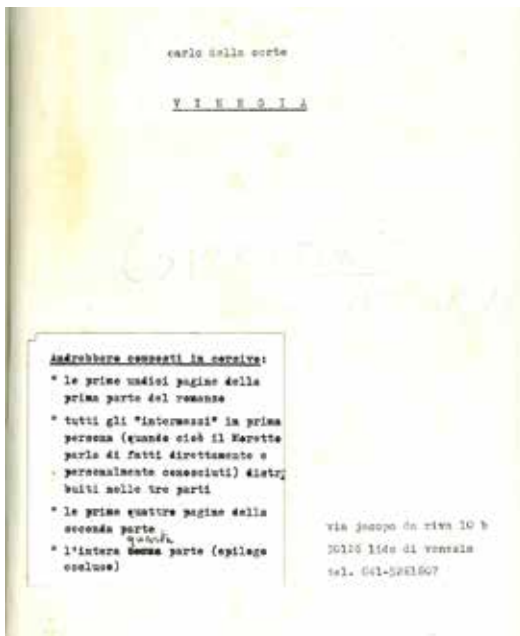 carlo della corte
V I N E G I A
Andrebbero composti in corsivo:
" le prime undici pagine della
prima parte del romanzo
" tutti gli "intermezzi" in prima
persona (quando cioè il Moretto
parla di fatti direttamente e
personalmente conosciuti) distri
buiti nelle tre parti
" le prime quattro pagine della
seconda parte
quarta
" l'intera terza parte (epilogo
escluso)
via jacopo da riva 10 b
30126 lido di venezia
tel. 041-5261807